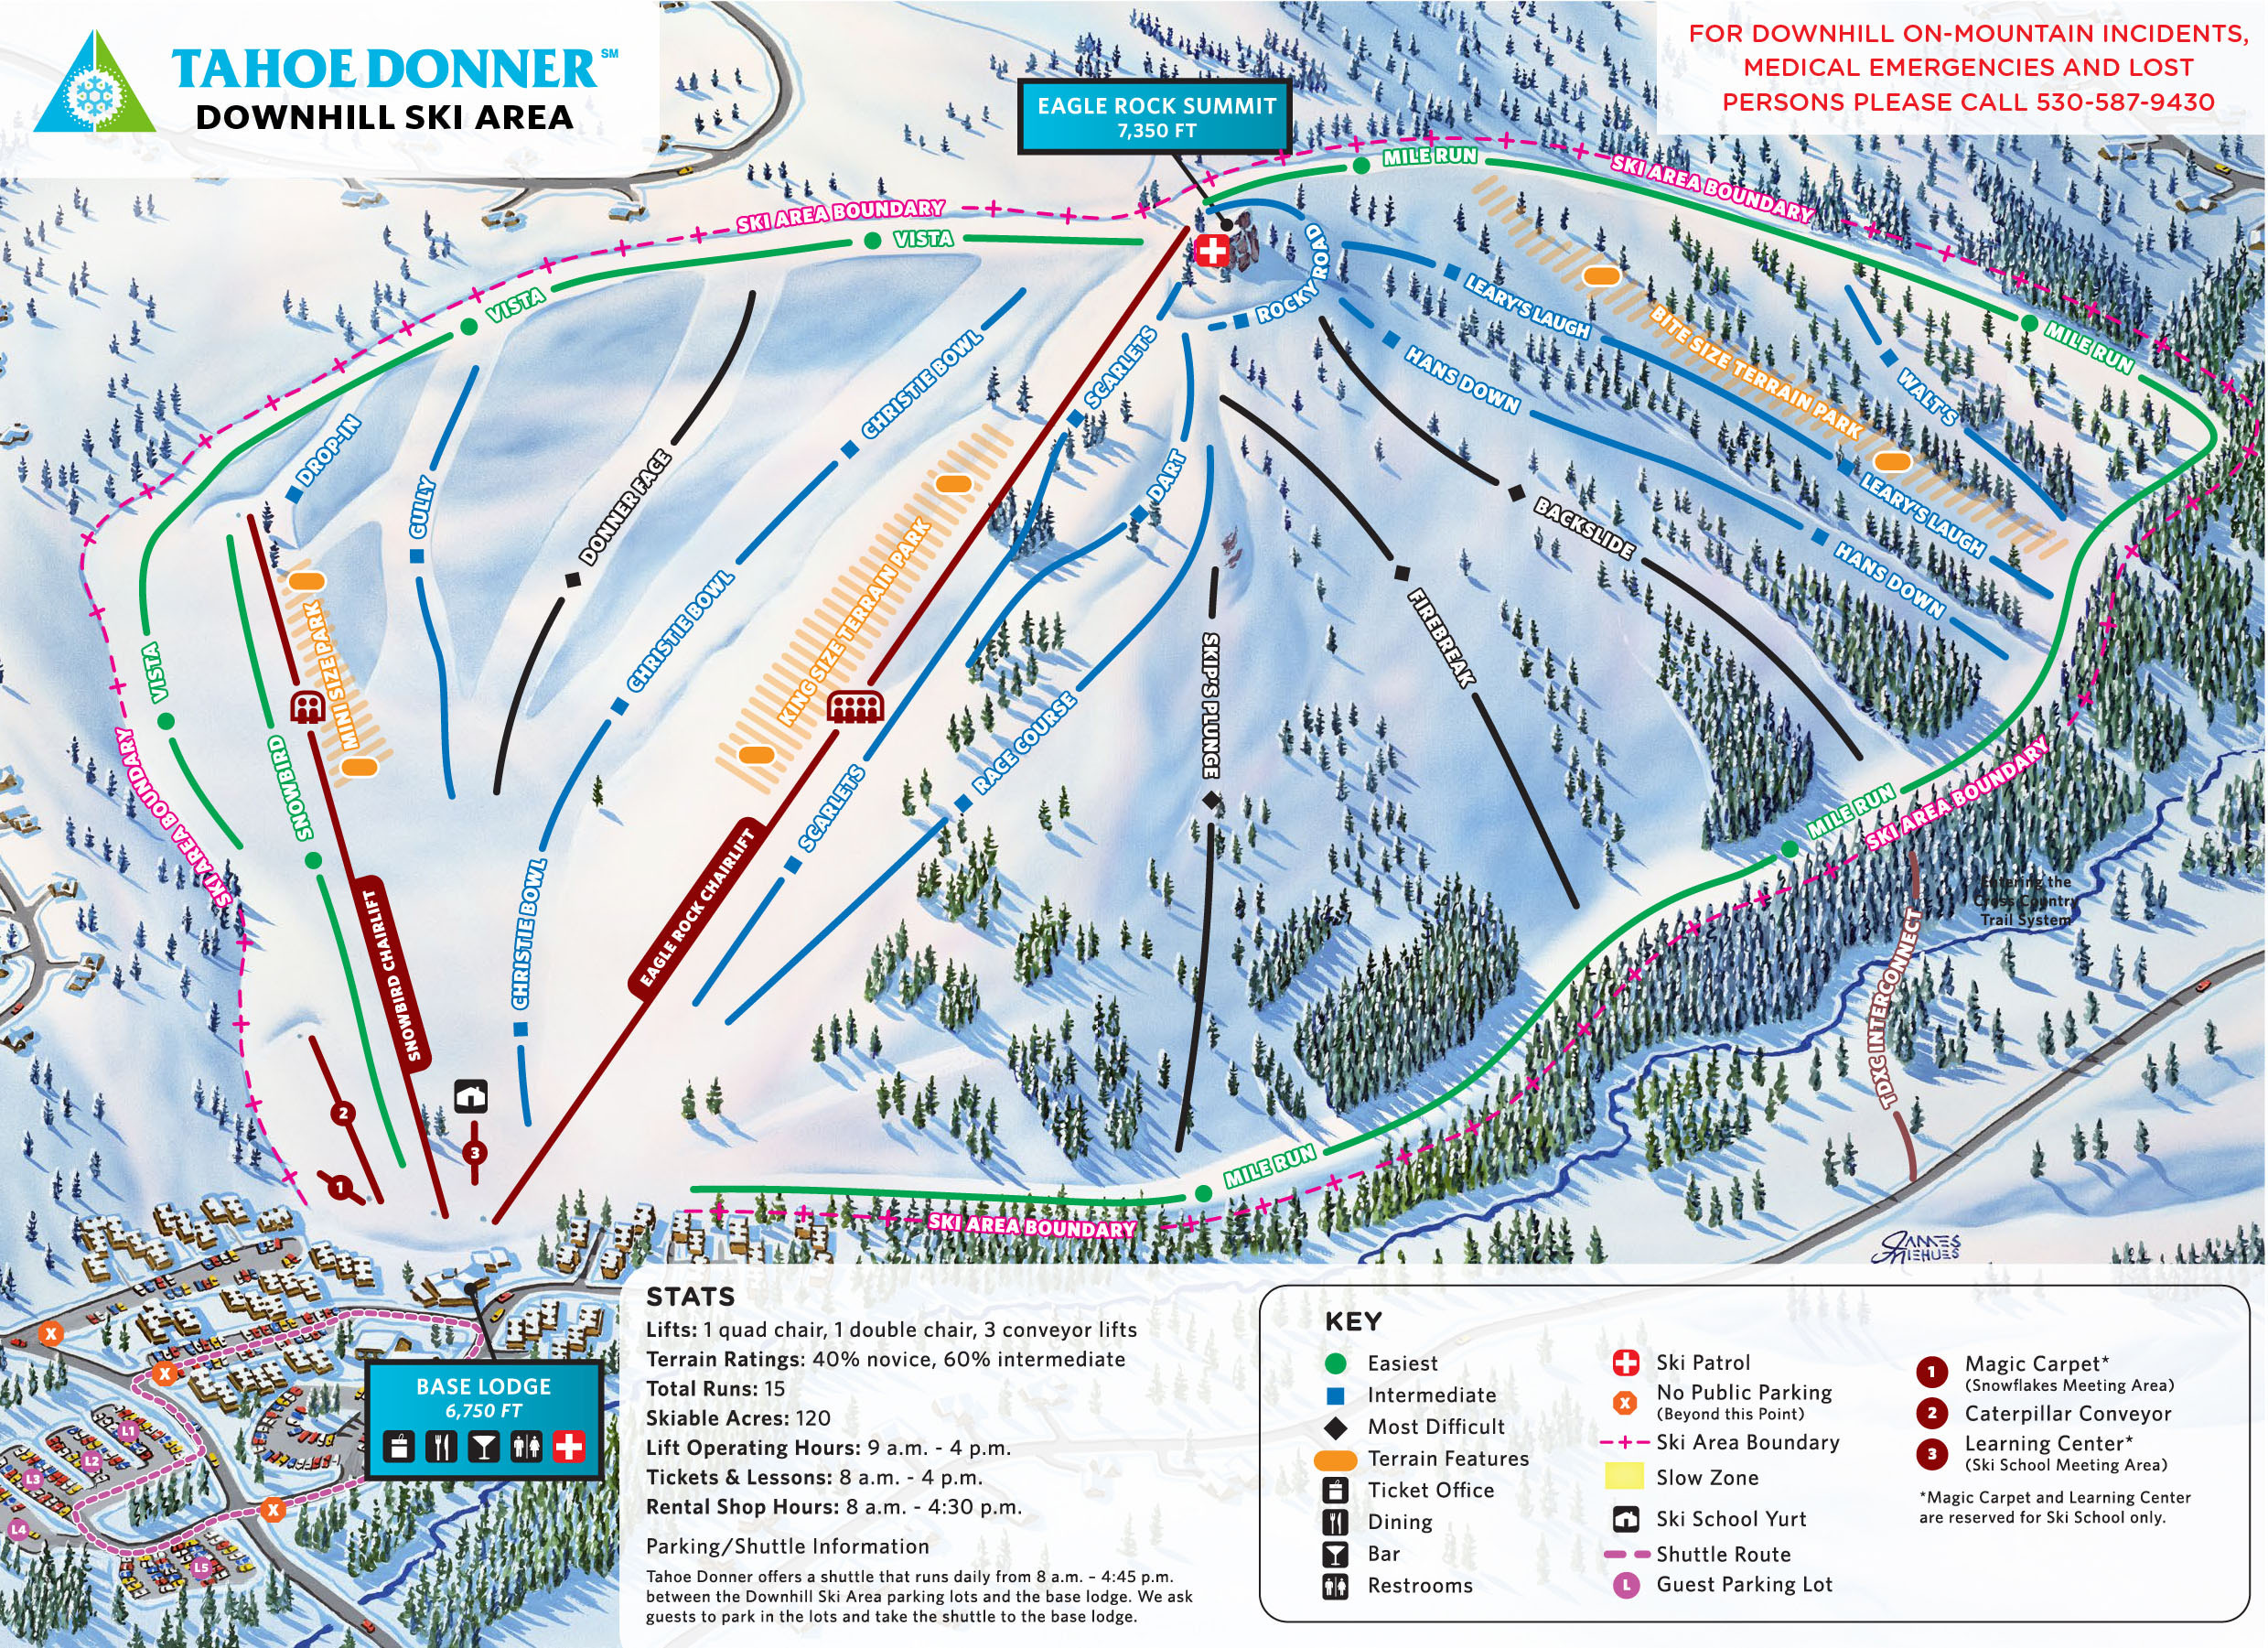 TAHOE DONNER℠
DOWNHILL SKI AREA
FOR DOWNHILL ON-MOUNTAIN INCIDENTS,
MEDICAL EMERGENCIES AND LOST
PERSONS PLEASE CALL 530-587-9430
EAGLE ROCK SUMMIT
7,350 FT
MILE RUN
SKI AREA BOUNDARY
SKI AREA BOUNDARY
VISTA
VISTA
ROCKY ROAD
LEARY'S LAUGH
BITE SIZE TERRAIN PARK
MILE RUN
WALT'S
HANS DOWN
SCARLETS
CHRISTIE BOWL
DROP-IN
GULLY
DONNER FACE
DART
BACKSIDE
LEARY'S LAUGH
HANS DOWN
KING SIZE TERRAIN PARK
CHRISTIE BOWL
MINI SIZE PARK
VISTA
SNOWBIRD
SKI AREA BOUNDARY
SKIP'S PLUNGE
FIREBREAK
RACE COURSE
SCARLETS
MILE RUN
SKI AREA BOUNDARY
EAGLE ROCK CHAIRLIFT
SNOWBIRD CHAIRLIFT
CHRISTIE BOWL
Entering the
Cross Country
Trail System
TDXC INTERCONNECT
2
3
1
MILE RUN
SKI AREA BOUNDARY
JAMES
NIEHUES
X
X
X
L1
L2
L3
L4
L5
BASE LODGE
6,750 FT
STATS
Lifts: 1 quad chair, 1 double chair, 3 conveyor lifts
Terrain Ratings: 40% novice, 60% intermediate
Total Runs: 15
Skiable Acres: 120
Lift Operating Hours: 9 a.m. - 4 p.m.
Tickets & Lessons: 8 a.m. - 4 p.m.
Rental Shop Hours: 8 a.m. - 4:30 p.m.
Parking/Shuttle Information
Tahoe Donner offers a shuttle that runs daily from 8 a.m. – 4:45 p.m.
between the Downhill Ski Area parking lots and the base lodge. We ask
guests to park in the lots and take the shuttle to the base lodge.
KEY
Easiest
Intermediate
Most Difficult
Terrain Features
Ticket Office
Dining
Bar
Restrooms
Ski Patrol
X No Public Parking
(Beyond this Point)
Ski Area Boundary
Slow Zone
Ski School Yurt
Shuttle Route
L Guest Parking Lot
1 Magic Carpet*
(Snowflakes Meeting Area)
2 Caterpillar Conveyor
3 Learning Center*
(Ski School Meeting Area)
*Magic Carpet and Learning Center
are reserved for Ski School only.